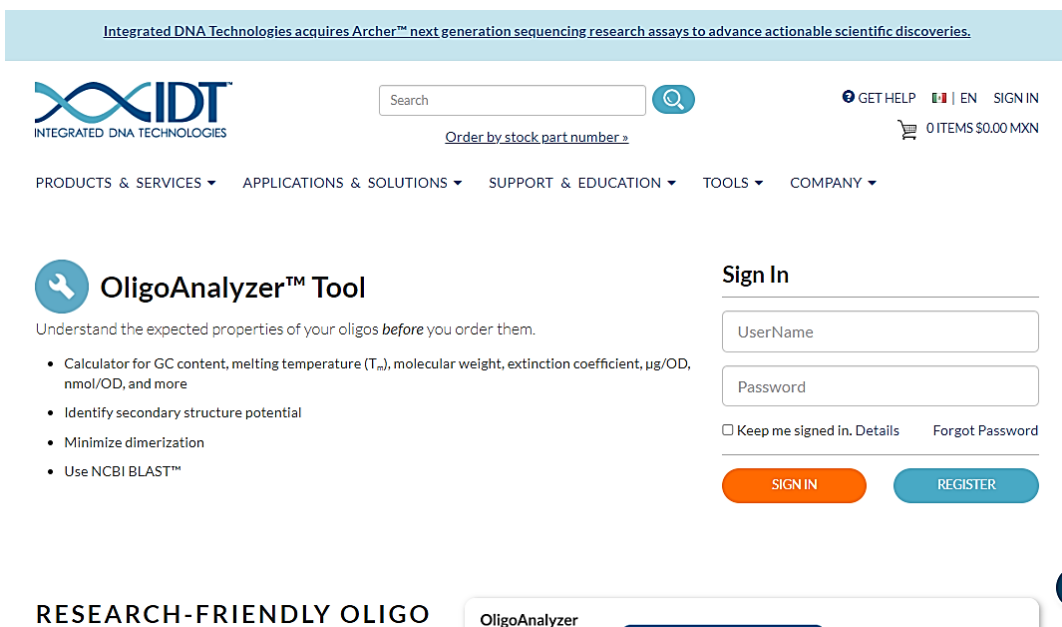 Integrated DNA Technologies acquires Archer™ next generation sequencing research assays to advance actionable scientific discoveries.
IDT™
INTEGRATED DNA TECHNOLOGIES
Search
Order by stock part number »
GET HELP
| EN
SIGN IN
0 ITEMS $0.00 MXN
PRODUCTS & SERVICES
APPLICATIONS & SOLUTIONS
SUPPORT & EDUCATION
TOOLS
COMPANY
OligoAnalyzer™ Tool
Understand the expected properties of your oligos before you order them.
• Calculator for GC content, melting temperature (Tm), molecular weight, extinction coefficient, µg/OD,
nmol/OD, and more
• Identify secondary structure potential
• Minimize dimerization
• Use NCBI BLAST™
Sign In
UserName
Password
Keep me signed in. Details
Forgot Password
SIGN IN
REGISTER
RESEARCH-FRIENDLY OLIGO
OligoAnalyzer